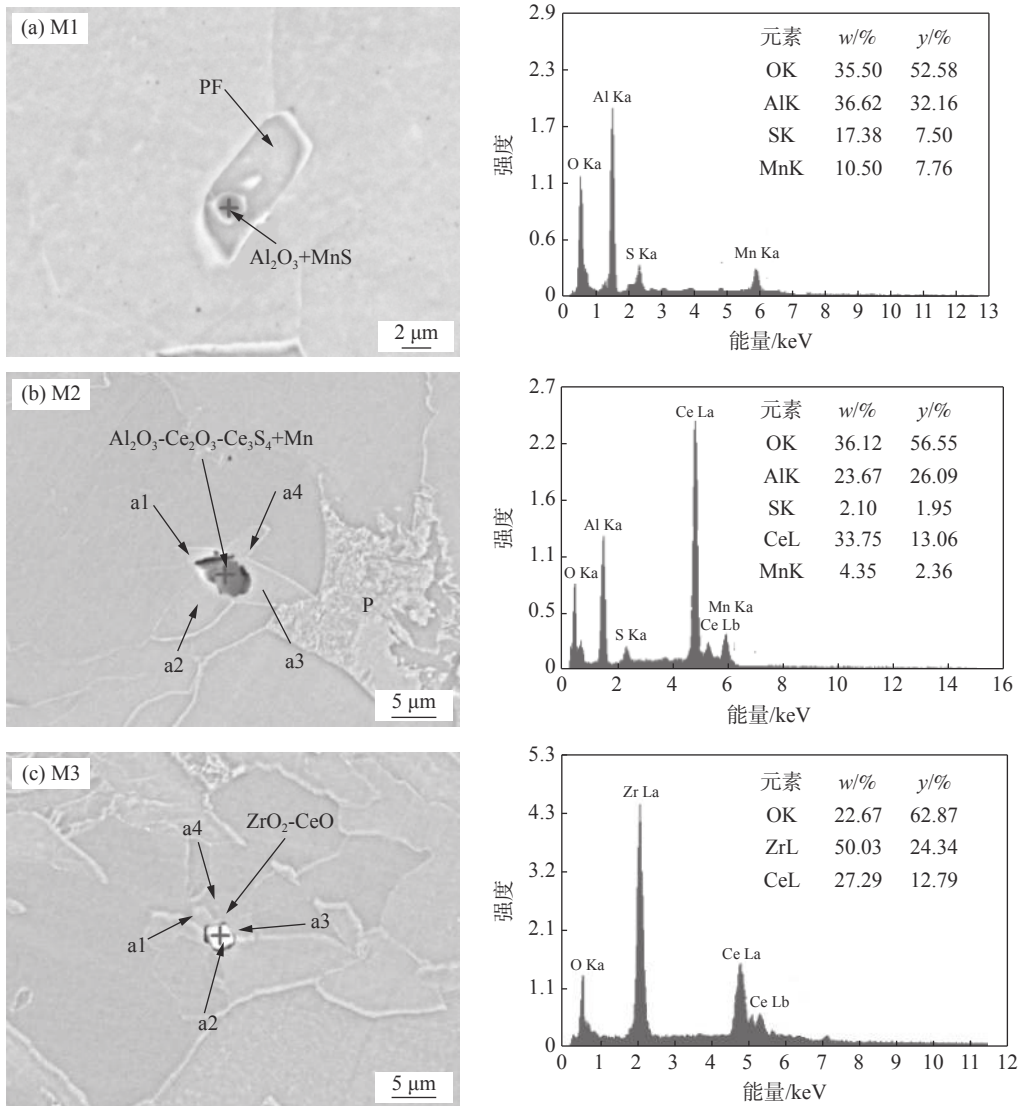 (a) M1
PF
Al₂O₃+MnS
2 μm
2.9
2.3
1.7
1.1
0.6
0
强度
元素 w/% y/%
OK 35.50 52.58
AlK 36.62 32.16
SK 17.38 7.50
MnK 10.50 7.76
O Ka
Al Ka
S Ka
Mn Ka
0 1 2 3 4 5 6 7 8 9 10 11 12 13
能量/keV
(b) M2
Al₂O₃-Ce₂O₃-Ce₃S₄+Mn
a1
a4
P
a2
a3
5 μm
2.7
2.2
1.6
1.1
0.5
0
强度
元素 w/% y/%
OK 36.12 56.55
AlK 23.67 26.09
SK 2.10 1.95
CeL 33.75 13.06
MnK 4.35 2.36
Ce La
Al Ka
O Ka
S Ka
Mn Ka
Ce Lb
0 2 4 6 8 10 12 14 16
能量/keV
(c) M3
a4
ZrO₂-CeO
a1
a3
a2
5 μm
5.3
4.3
3.2
2.1
1.1
0
强度
元素 w/% y/%
OK 22.67 62.87
ZrL 50.03 24.34
CeL 27.29 12.79
Zr La
O Ka
Ce La
Ce Lb
0 1 2 3 4 5 6 7 8 9 10 11 12
能量/keV